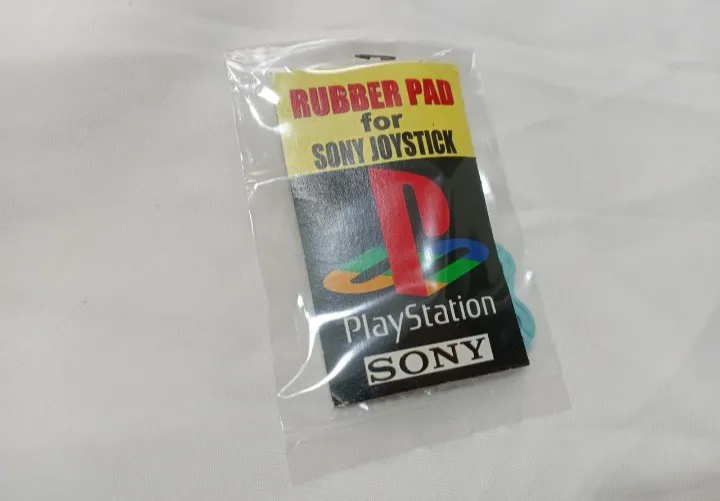 RUBBER PAD
for
SONY JOYSTICK
PlayStation
SONY